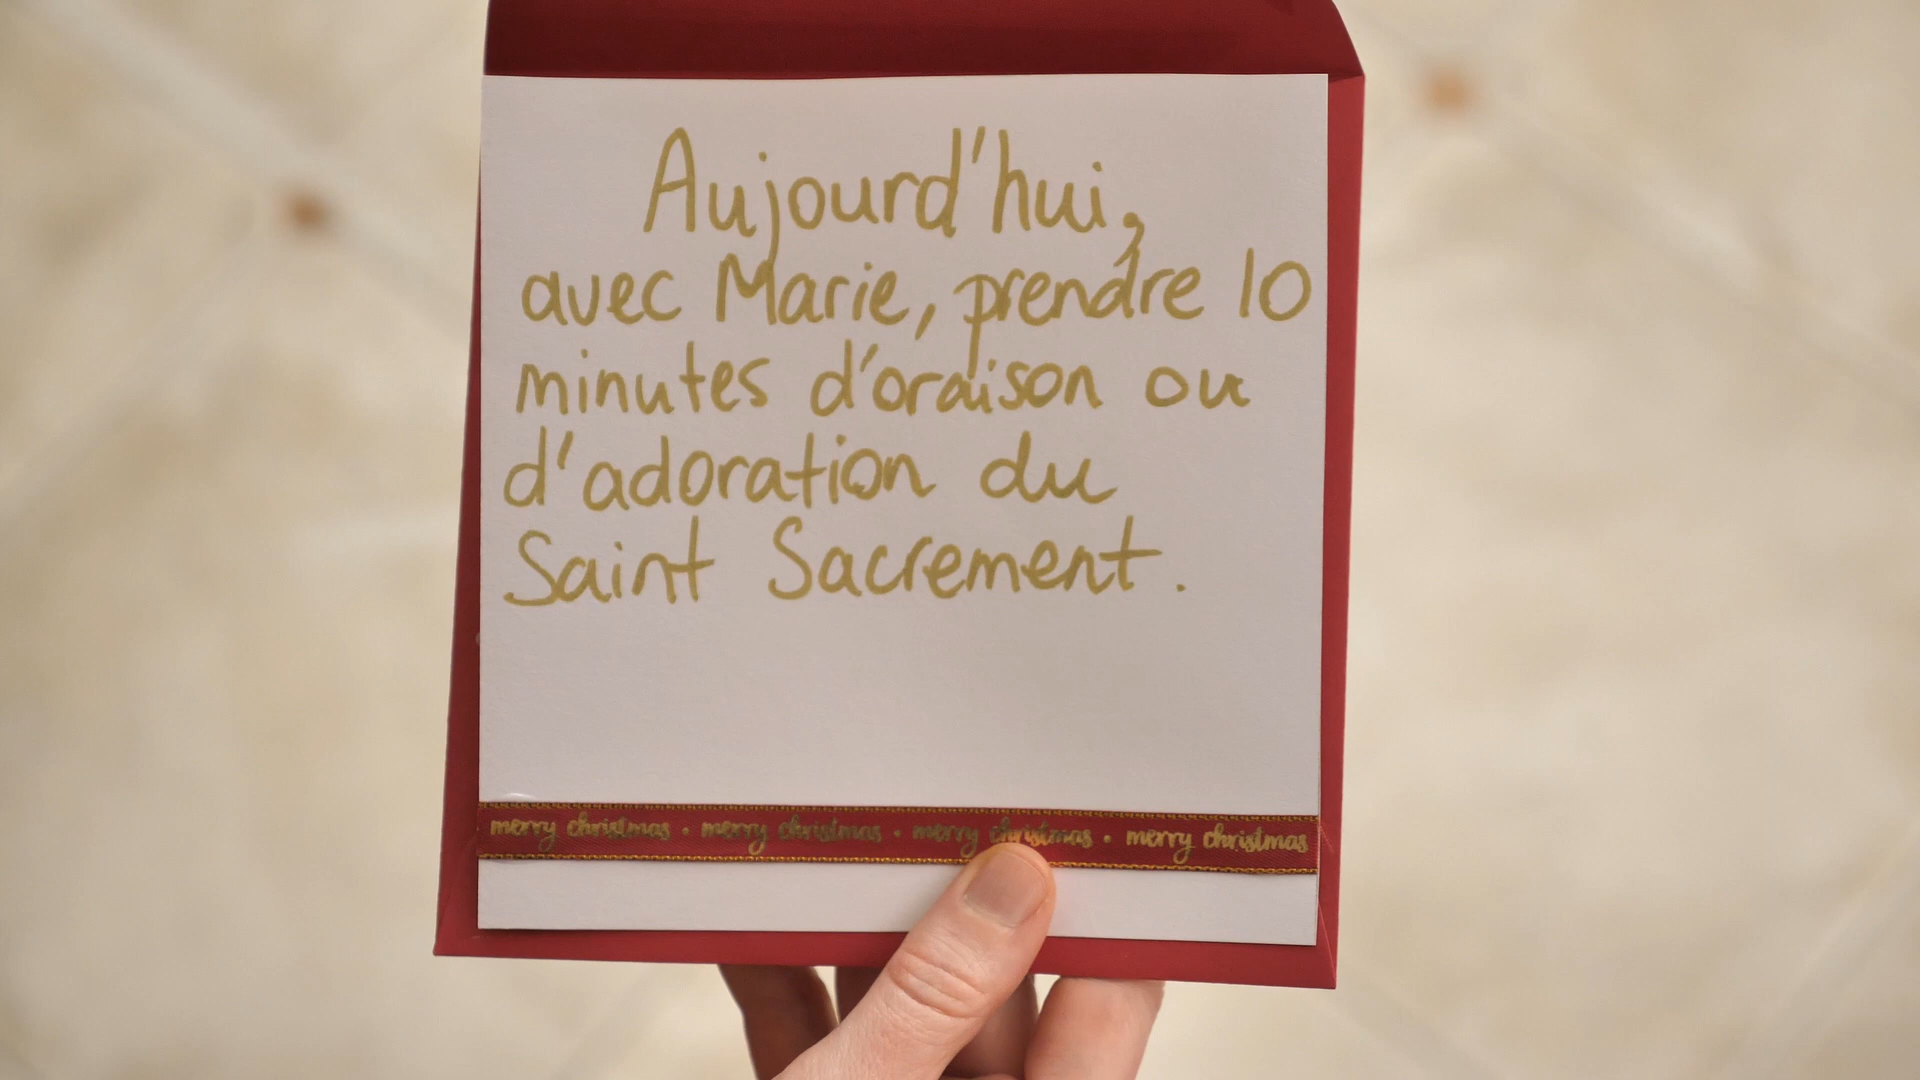 Aujourd'hui,
avec Marie, prendre 10
minutes d'oraison ou
d'adoration du
Saint Sacrement.
merry christmas • merry christmas • merry christmas • merry christmas